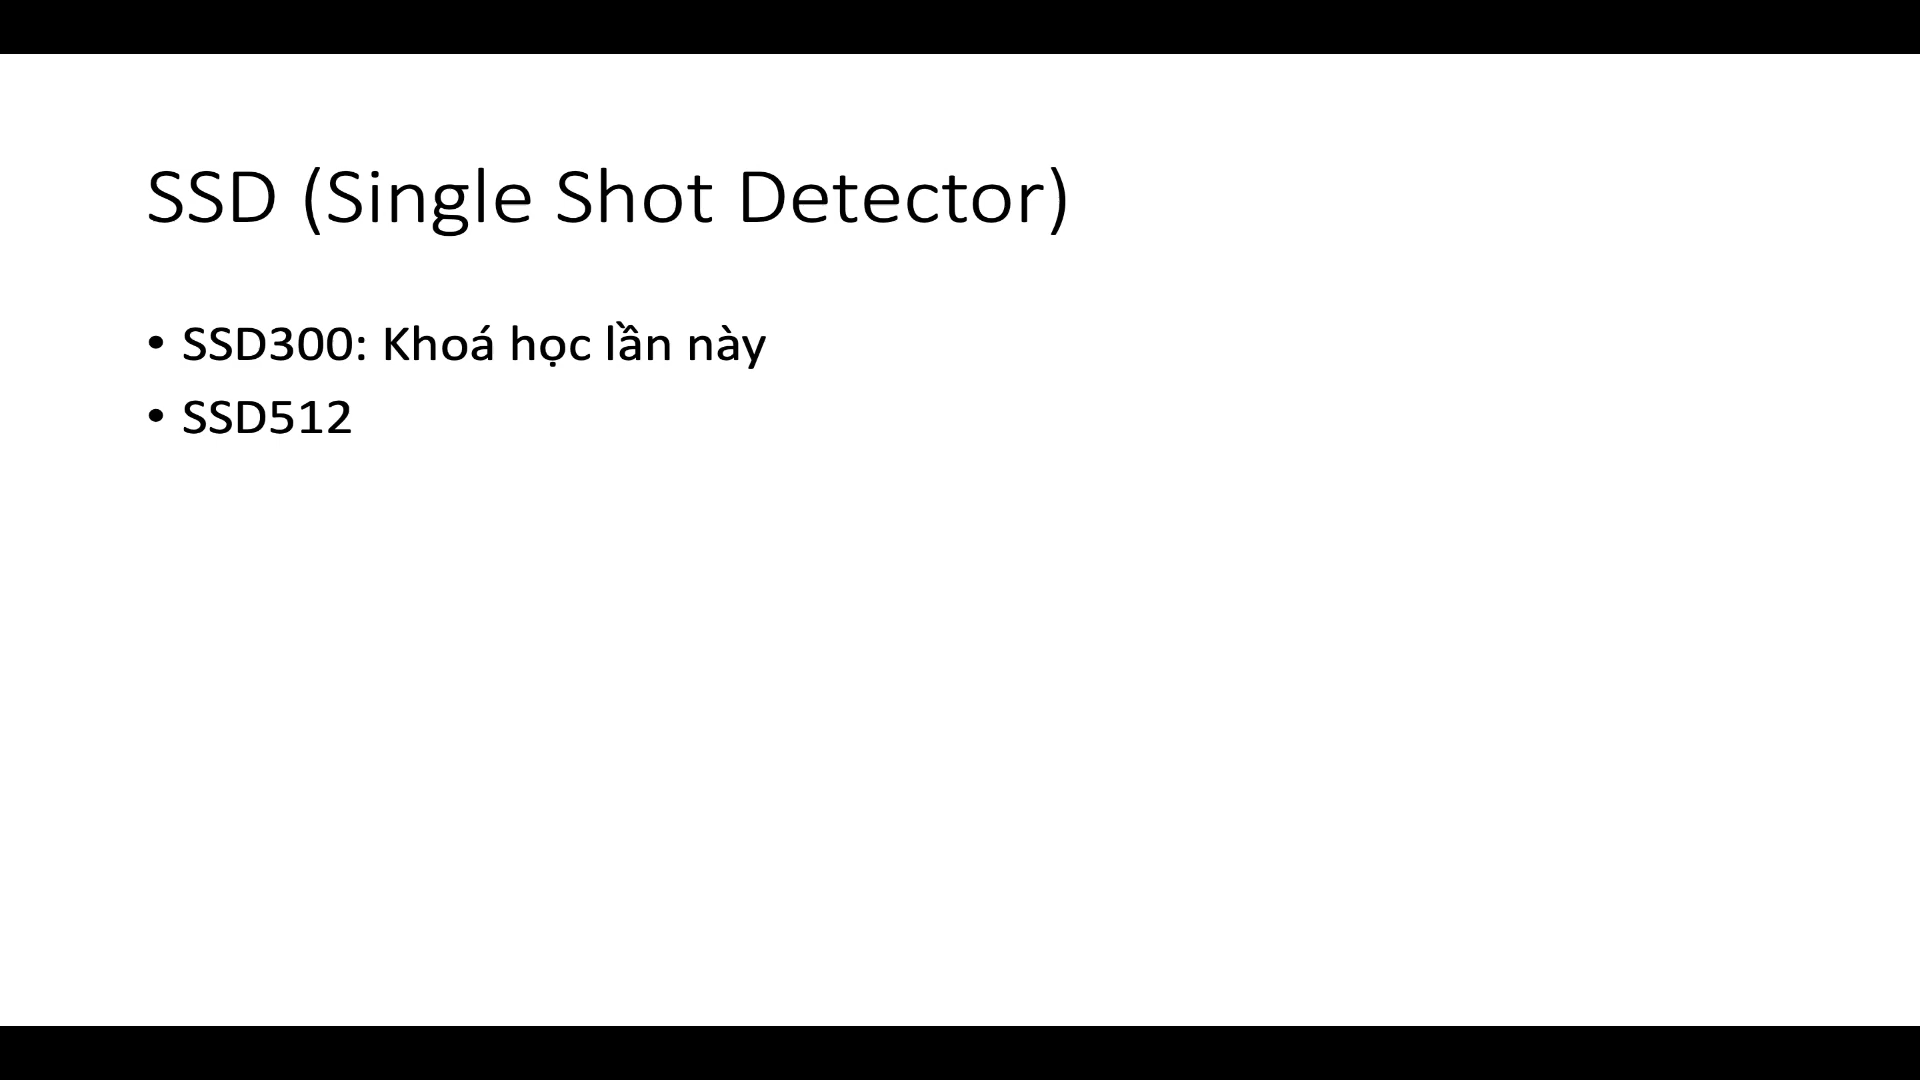 SSD (Single Shot Detector)
• SSD300: Khoá học lần này
• SSD512